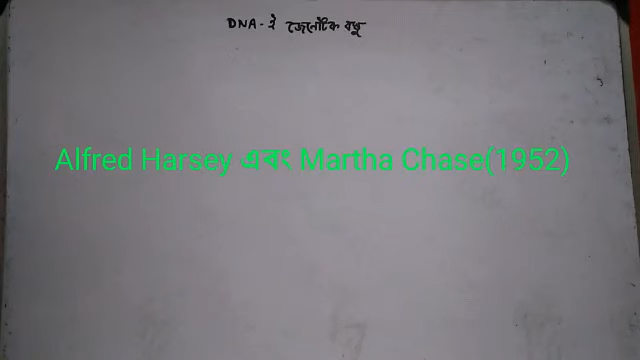 DNA-ই জেনেটিক বস্তু
Alfred Harsey এবং Martha Chase(1952)